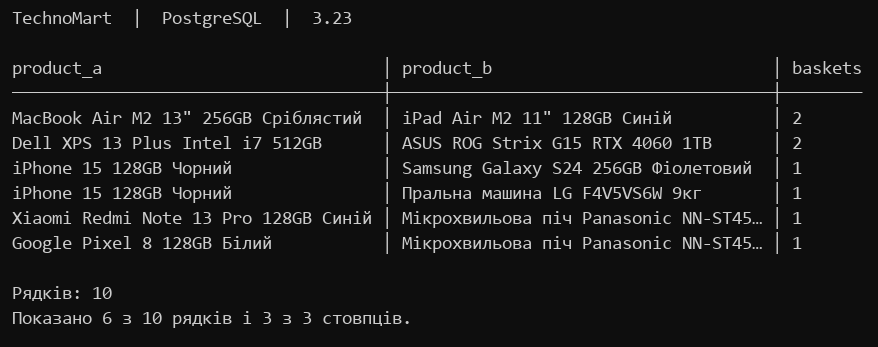 TechnoMart | PostgreSQL | 3.23
product_a | product_b | baskets
MacBook Air M2 13" 256GB Сріблястий | iPad Air M2 11" 128GB Синій | 2
Dell XPS 13 Plus Intel i7 512GB | ASUS ROG Strix G15 RTX 4060 1TB | 2
iPhone 15 128GB Чорний | Samsung Galaxy S24 256GB Фіолетовий | 1
iPhone 15 128GB Чорний | Пральна машина LG F4V5VS6W 9кг | 1
Xiaomi Redmi Note 13 Pro 128GB Синій | Мікрохвильова піч Panasonic NN-ST45… | 1
Google Pixel 8 128GB Білий | Мікрохвильова піч Panasonic NN-ST45… | 1
Рядків: 10
Показано 6 з 10 рядків і 3 з 3 стовпців.